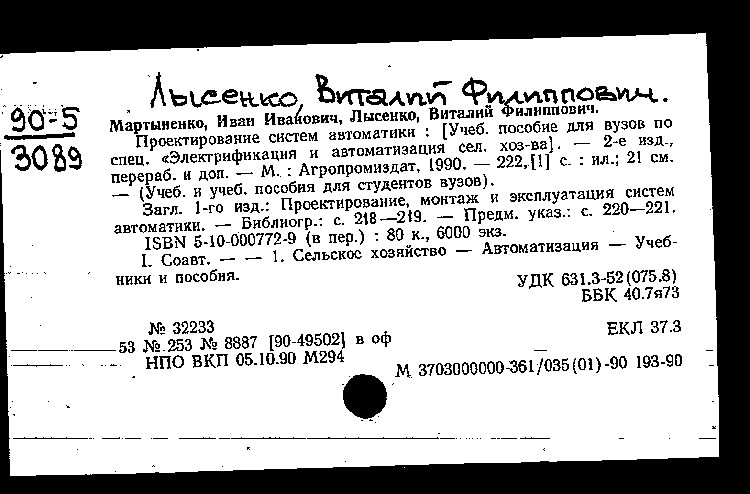 Лысенко, Виталий Филиппович.
90-5
3089
Мартыненко, Иван Иванович, Лысенко, Виталий Филиппович.
Проектирование систем автоматики : [Учеб. пособие для вузов по
спец. «Электрификация и автоматизация сел. хоз-ва]. — 2-е изд.,
перераб. и доп. — М. : Агропромиздат, 1990. — 222,[1] с. : ил.; 21 см.
— (Учеб. и учеб. пособия для студентов вузов).
Загл. 1-го изд.: Проектирование, монтаж и эксплуатация систем
автоматики. — Библиогр.: с. 218—219. — Предм. указ.: с. 220—221.
ISBN 5-10-000772-9 (в пер.) : 80 к., 6000 экз.
I. Соавт. — — 1. Сельское хозяйство — Автоматизация — Учеб-
ники и пособия.
УДК 631.3-52(075.8)
ББК 40.7я73
№ 32233
ЕКЛ 37.3
53 № 253 № 8887 [90-49502] в оф
НПО ВКП 05.10.90 М294
М 3703000000-361/035(01)-90 193-90